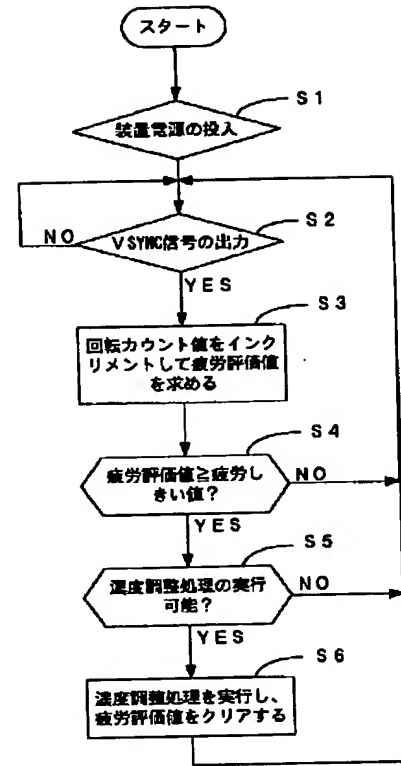 スタート
S1
装置電源の投入
S2
VSYNC信号の出力
NO
YES
S3
回転カウント値をインク
リメントして疲労評価値
を求める
S4
疲労評価値≧疲労し
きい値?
NO
YES
S5
濃度調整処理の実行
可能?
NO
YES
S6
濃度調整処理を実行し、
疲労評価値をクリアする